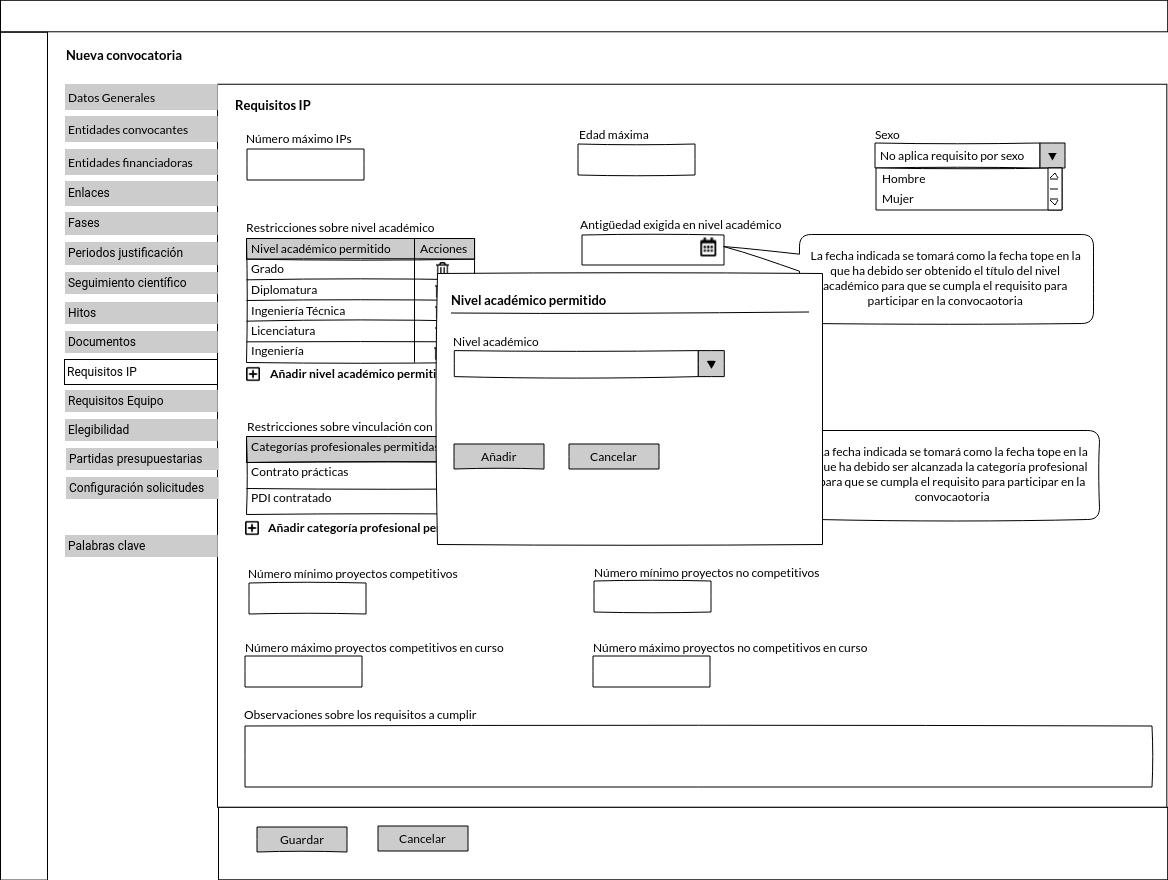 Nueva convocatoria
Datos Generales
Entidades convocantes
Entidades financiadoras
Enlaces
Fases
Periodos justificación
Seguimiento científico
Hitos
Documentos
Requisitos IP
Requisitos Equipo
Elegibilidad
Partidas presupuestarias
Configuración solicitudes
Palabras clave
Requisitos IP
Número máximo IPs
Edad máxima
Sexo
No aplica requisito por sexo
Hombre
Mujer
Restricciones sobre nivel académico
Nivel académico permitido Acciones
Grado
Diplomatura
Ingeniería Técnica
Licenciatura
Ingeniería
Añadir nivel académico permiti
Antigüedad exigida en nivel académico
La fecha indicada se tomará como la fecha tope en la
que ha debido ser obtenido el título del nivel
académico para que se cumpla el requisito para
participar en la convocaotoria
Nivel académico permitido
Nivel académico
Añadir Cancelar
Restricciones sobre vinculación con
Categorías profesionales permitidas
Contrato prácticas
PDI contratado
Añadir categoría profesional pe
a fecha indicada se tomará como la fecha tope en la
ue ha debido ser alcanzada la categoría profesional
para que se cumpla el requisito para participar en la
convocaotoria
Número mínimo proyectos competitivos
Número mínimo proyectos no competitivos
Número máximo proyectos competitivos en curso
Número máximo proyectos no competitivos en curso
Observaciones sobre los requisitos a cumplir
Guardar Cancelar